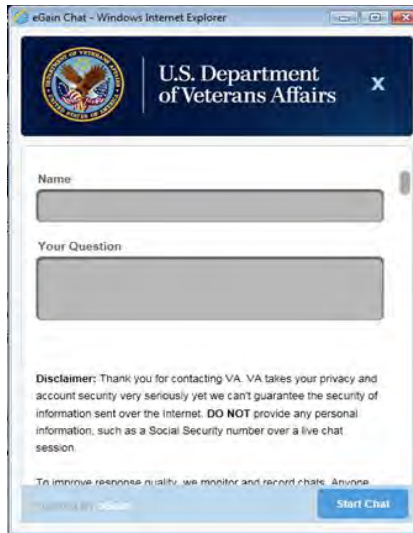 eGain Chat - Windows Internet Explorer
U.S. Department
of Veterans Affairs
X
Name
Your Question
Disclaimer: Thank you for contacting VA. VA takes your privacy and
account security very seriously yet we can't guarantee the security of
information sent over the Internet. DO NOT provide any personal
information, such as a Social Security number over a live chat
session.
To improve response quality, we monitor and record chats. Anyone
Start Chat